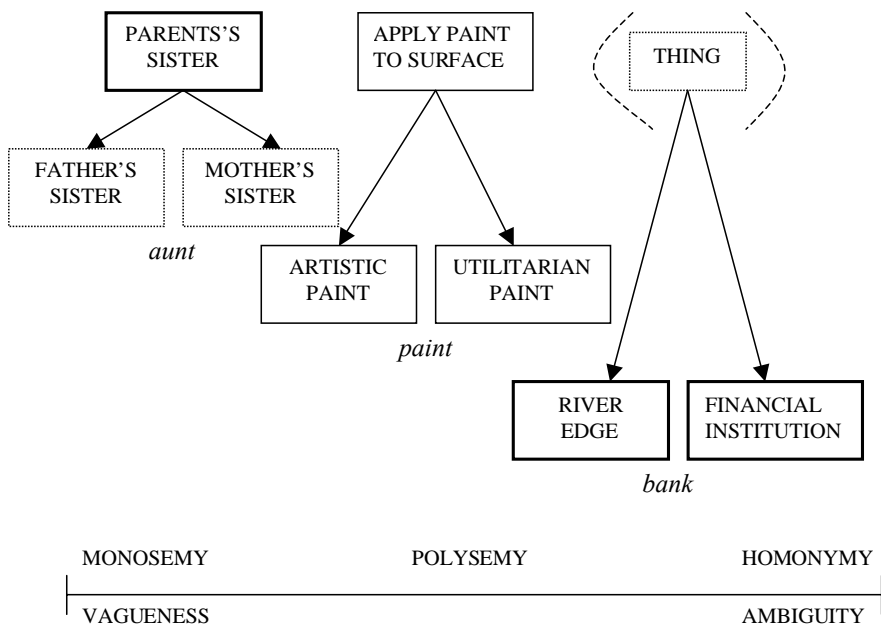 PARENTS'S
SISTER
APPLY PAINT
TO SURFACE
THING
FATHER'S
SISTER
MOTHER'S
SISTER
aunt
ARTISTIC
PAINT
UTILITARIAN
PAINT
paint
RIVER
EDGE
FINANCIAL
INSTITUTION
bank
MONOSEMY
POLYSEMY
HOMONYMY
VAGUENESS
AMBIGUITY